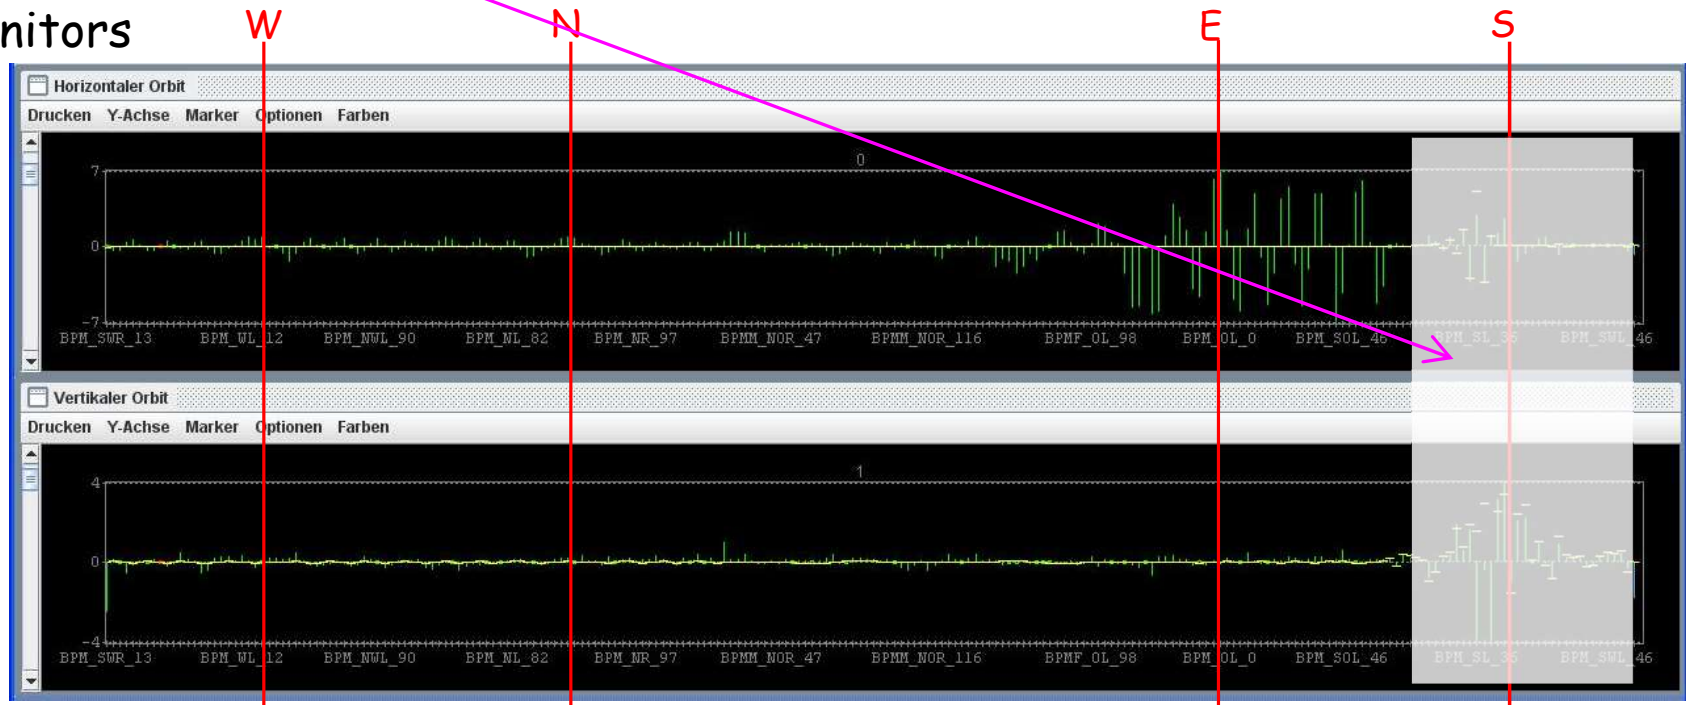 nitors
W N E S
Horizontaler Orbit
Drucken Y-Achse Marker Optionen Farben
0
7
0
-7
BPM_SWR_13 BPM_WL_12 BPM_NWL_90 BPM_NL_82 BPM_NR_97 BPMM_NOR_47 BPMM_NOR_116 BPMF_OL_98 BPM_OL_0 BPM_SOL_46 BPM_SL_36 BPM_SWL_46
Vertikaler Orbit
Drucken Y-Achse Marker Optionen Farben
1
4
0
-4
BPM_SWR_13 BPM_WL_12 BPM_NWL_90 BPM_NL_82 BPM_NR_97 BPMM_NOR_47 BPMM_NOR_116 BPMF_OL_98 BPM_OL_0 BPM_SOL_46 BPM_SL_36 BPM_SWL_46